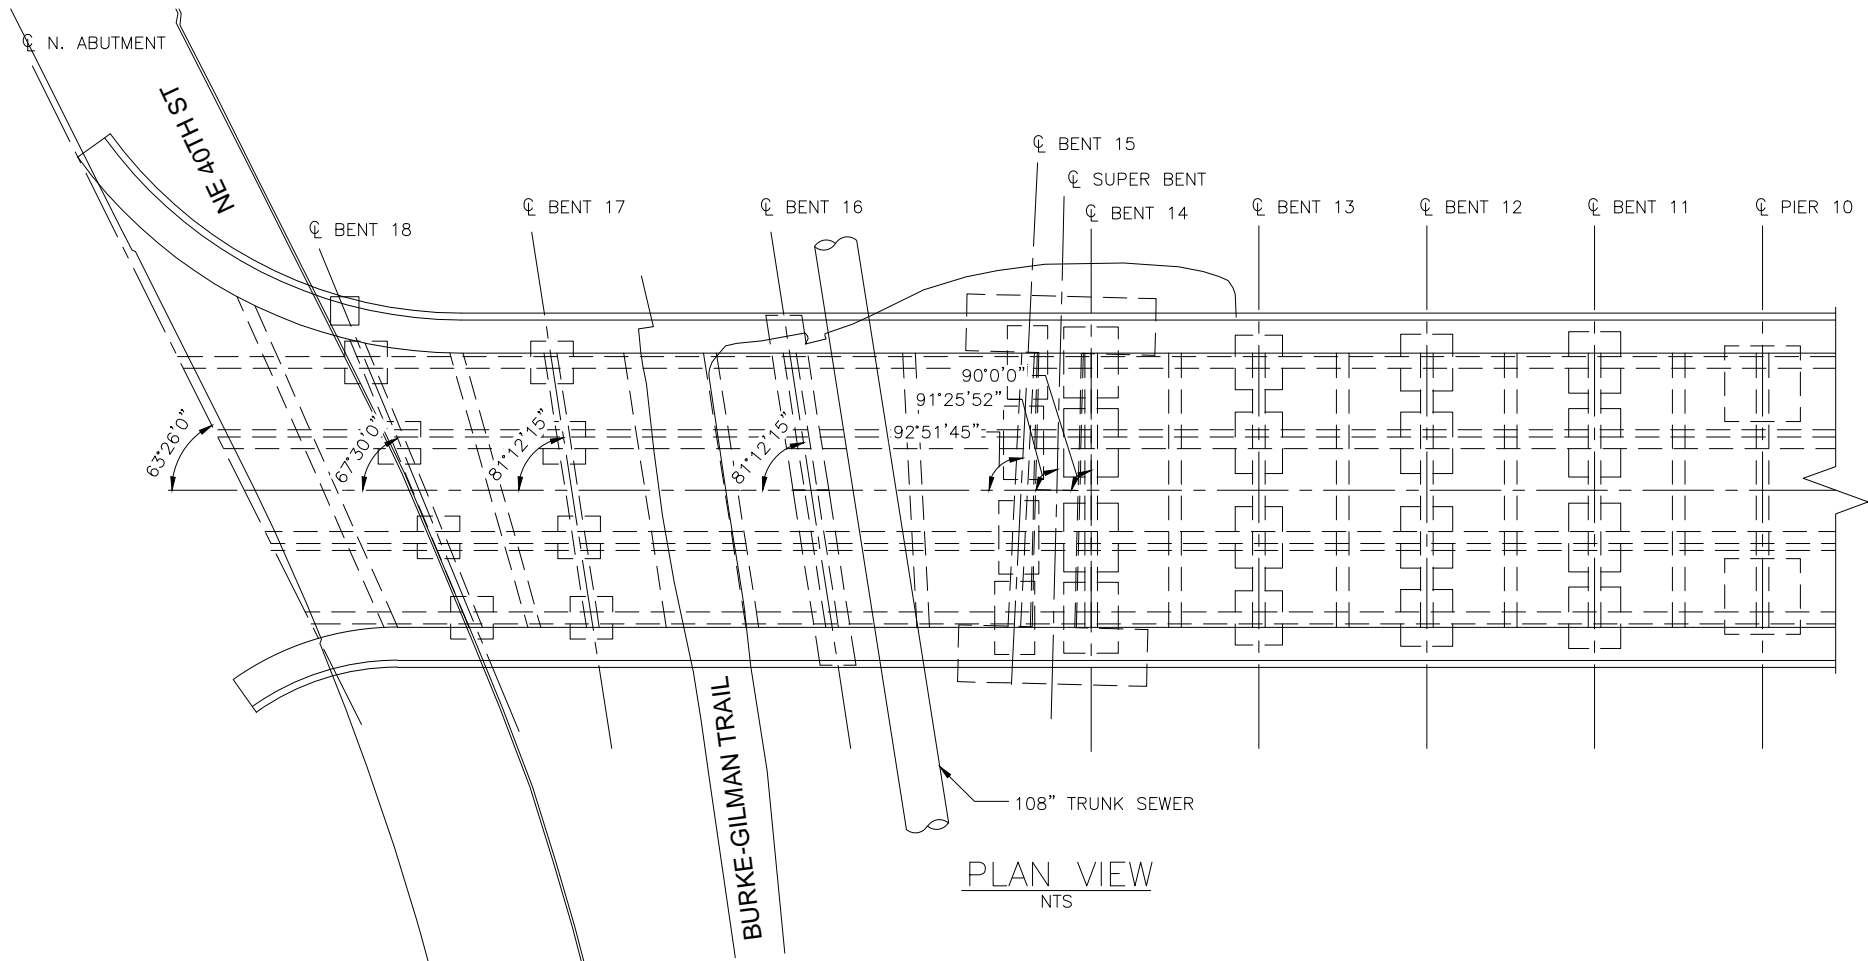 ℄ N. ABUTMENT
NE 40TH ST
℄ BENT 18
℄ BENT 17
℄ BENT 16
℄ BENT 15
℄ SUPER BENT
℄ BENT 14
℄ BENT 13
℄ BENT 12
℄ BENT 11
℄ PIER 10
63°26'0"
67°30'0"
81°12'15"
81°12'15"
90°0'0"
91°25'52"
92°51'45"
BURKE-GILMAN TRAIL
108" TRUNK SEWER
PLAN VIEW
NTS